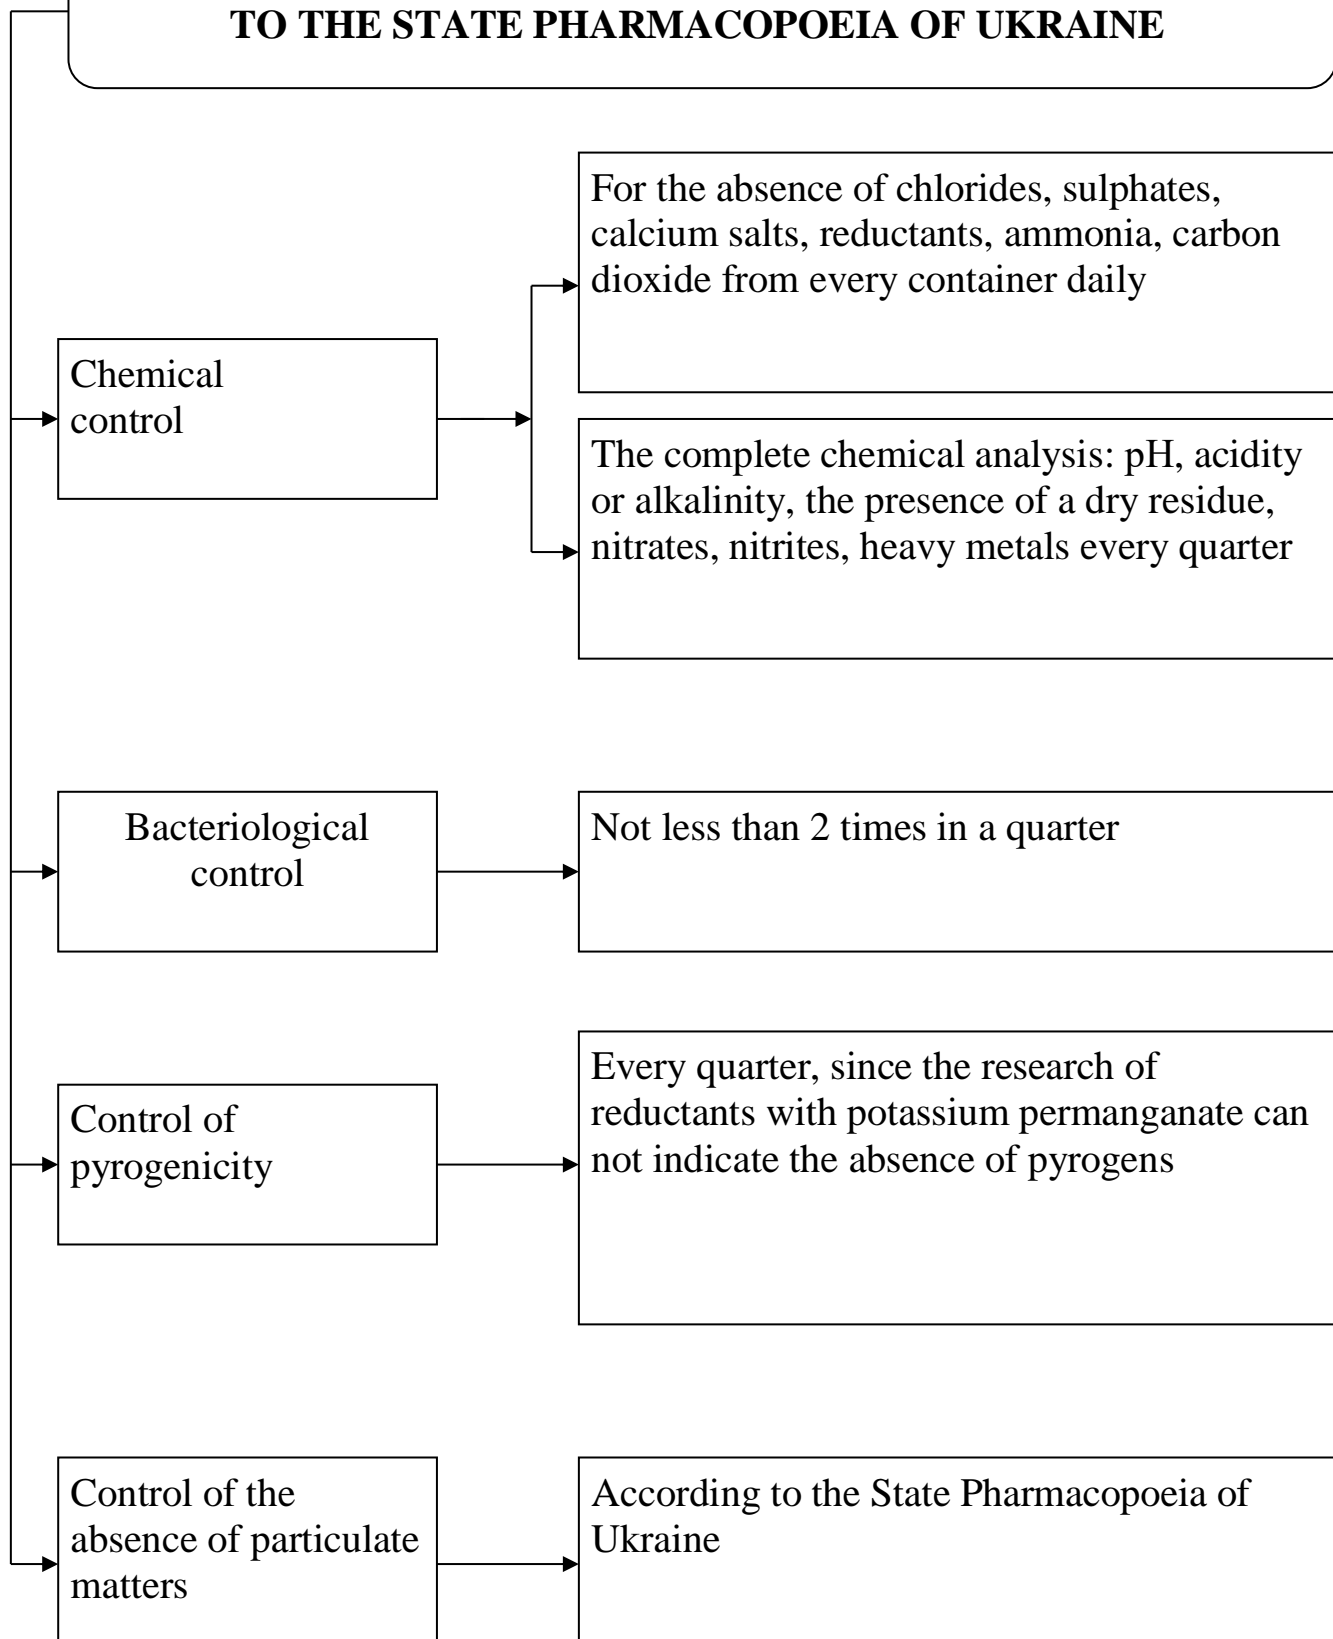 TO THE STATE PHARMACOPOEIA OF UKRAINE
For the absence of chlorides, sulphates,
calcium salts, reductants, ammonia, carbon
dioxide from every container daily
Chemical
control
The complete chemical analysis: pH, acidity
or alkalinity, the presence of a dry residue,
nitrates, nitrites, heavy metals every quarter
Bacteriological
control
Not less than 2 times in a quarter
Control of
pyrogenicity
Every quarter, since the research of
reductants with potassium permanganate can
not indicate the absence of pyrogens
Control of the
absence of particulate
matters
According to the State Pharmacopoeia of
Ukraine